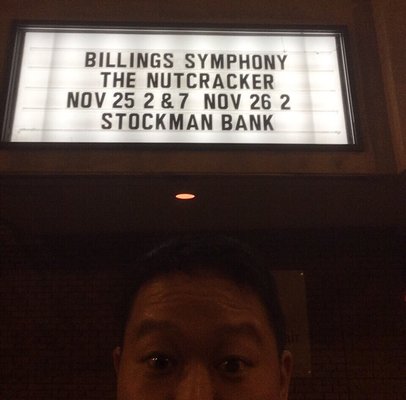 BILLINGS SYMPHONY
THE NUTCRACKER
NOV 25 2 & 7 NOV 26 2
STOCKMAN BANK